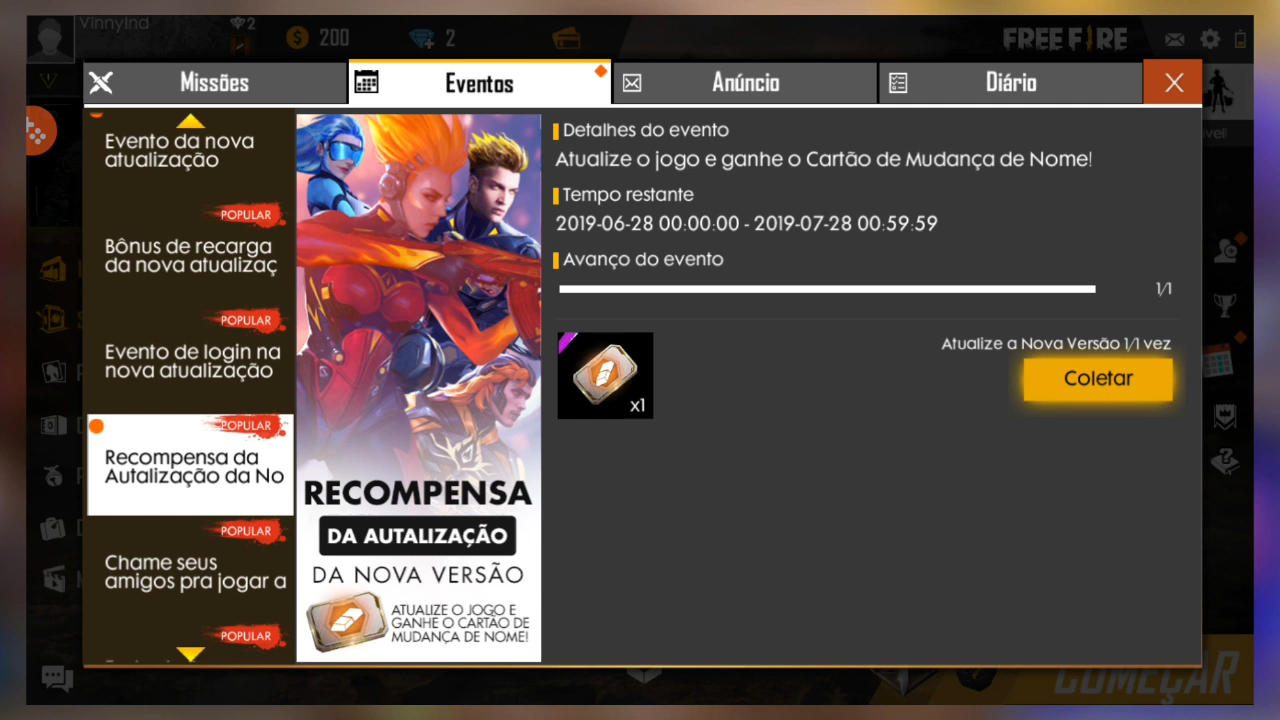 VinnyInd
2
200
2
FREE FIRE
Missões
Eventos
Anúncio
Diário
Evento da nova
atualização
POPULAR
Bônus de recarga
da nova atualizaç
POPULAR
Evento de login na
nova atualização
POPULAR
Recompensa da
Autalização da No
POPULAR
Chame seus
amigos pra jogar a
POPULAR
RECOMPENSA
DA AUTALIZAÇÃO
DA NOVA VERSÃO
ATUALIZE O JOGO E
GANHE O CARTÃO DE
MUDANÇA DE NOME!
Detalhes do evento
Atualize o jogo e ganhe o Cartão de Mudança de Nome!
Tempo restante
2019-06-28 00:00:00 - 2019-07-28 00:59:59
Avanço do evento
1/1
x1
Atualize a Nova Versão 1/1 vez
Coletar
COMEÇAR